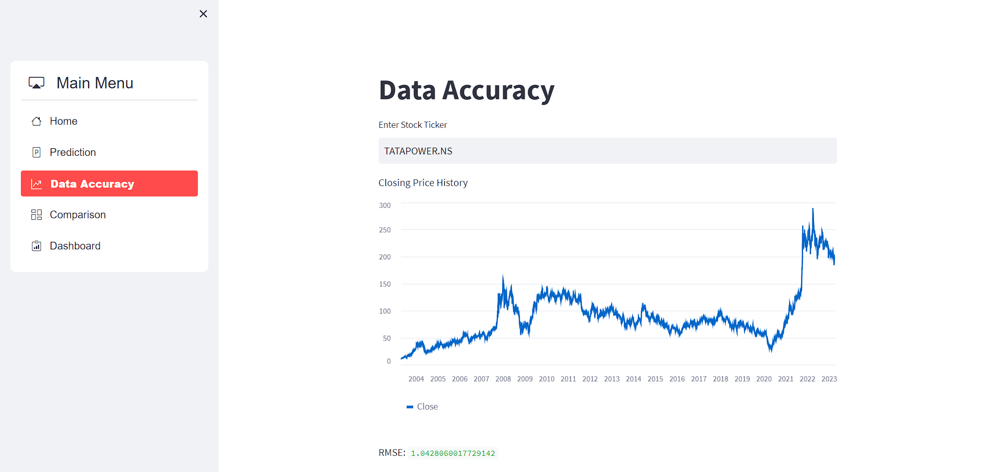 Main Menu
Home
Prediction
Data Accuracy
Comparison
Dashboard
Data Accuracy
Enter Stock Ticker
TATAPOWER.NS
Closing Price History
300
250
200
150
100
50
0
2004 2005 2006 2007 2008 2009 2010 2011 2012 2013 2014 2015 2016 2017 2018 2019 2020 2021 2022 2023
Close
RMSE: 1.0428060017729142